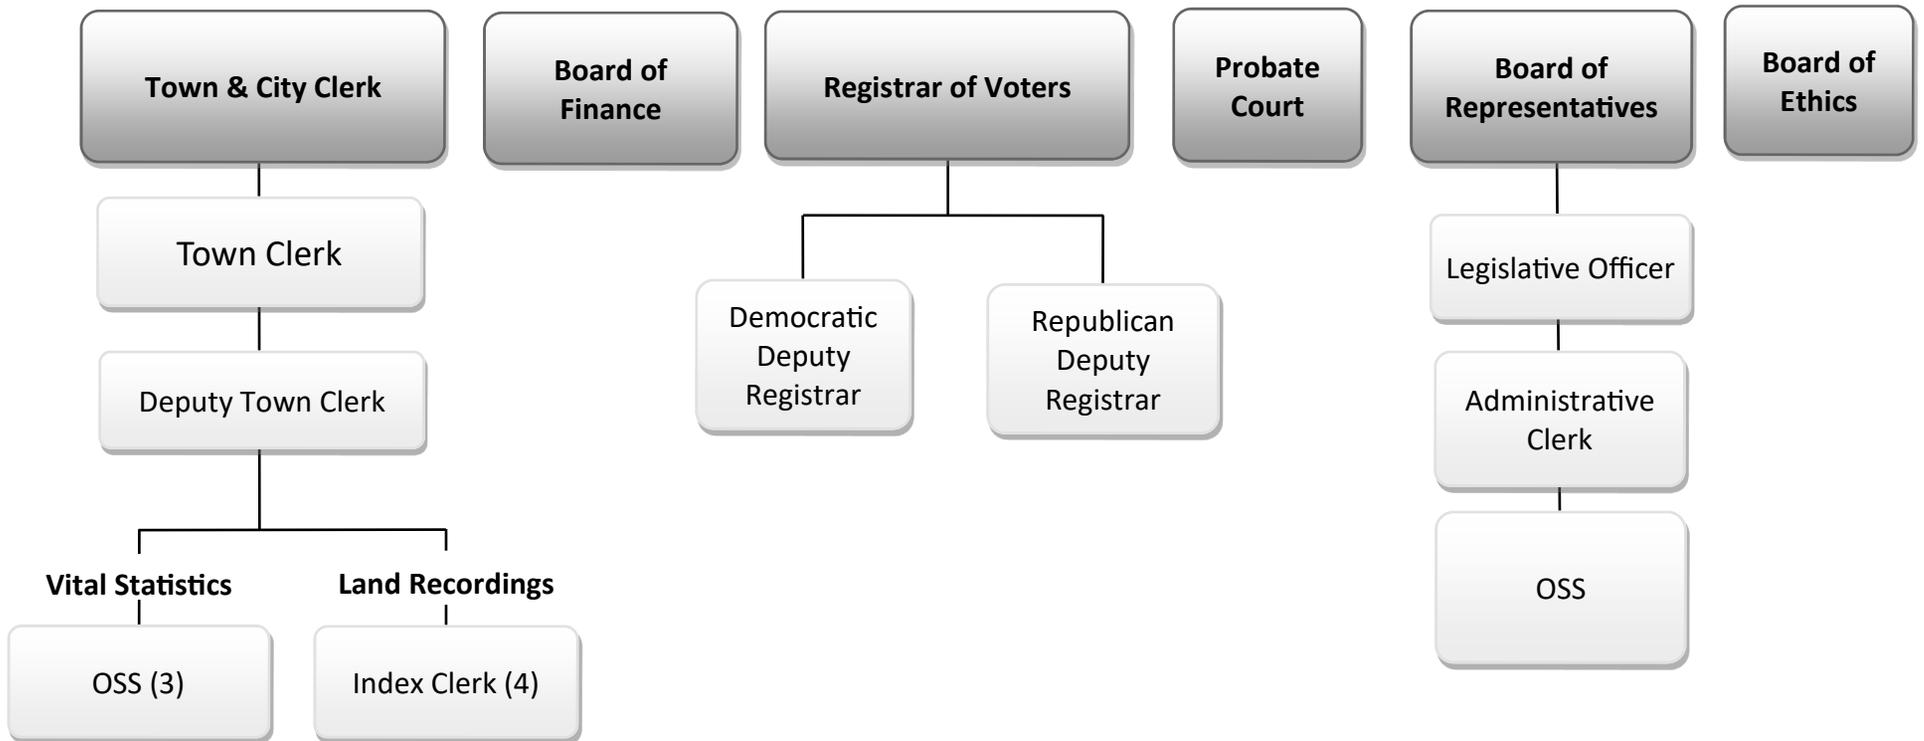 Town & City Clerk
Board of
Finance
Registrar of Voters
Probate
Court
Board of
Representatives
Board of
Ethics
Town Clerk
Deputy Town Clerk
Vital Statistics
OSS (3)
Land Recordings
Index Clerk (4)
Democratic
Deputy
Registrar
Republican
Deputy
Registrar
Legislative Officer
Administrative
Clerk
OSS